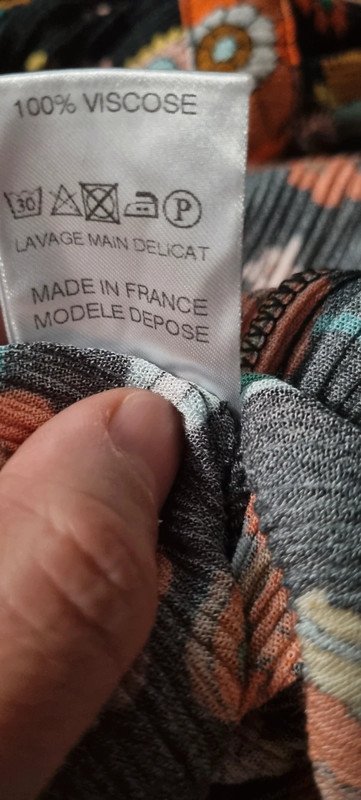 100% VISCOSE
30 P
LAVAGE MAIN DELICAT
MADE IN FRANCE
MODELE DEPOSE